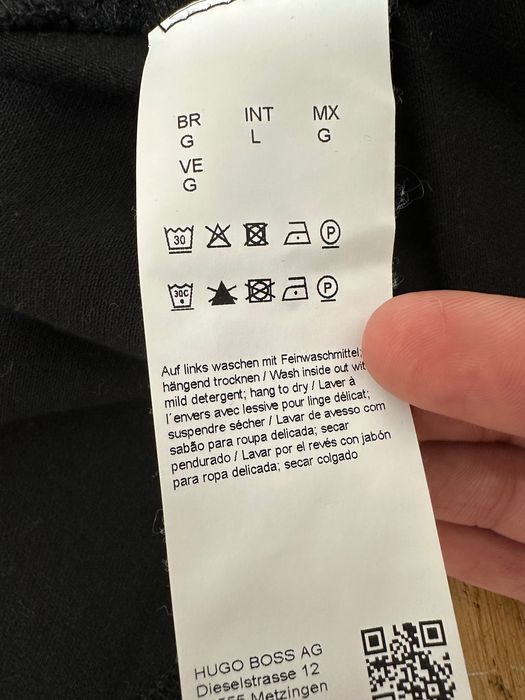 BR INT MX
G L G
VE
G
30 P
30C P
Auf links waschen mit Feinwaschmittel;
hängend trocknen / Wash inside out
mild detergent; hang to dry / Laver à
l´envers avec lessive pour linge délicat;
suspendre sécher / Lavar de avesso com
sabão para roupa delicada; secar
pendurado / Lavar por el revés con jabón
para ropa delicada; secar colgado
HUGO BOSS AG
Dieselstrasse 12
Metzingen